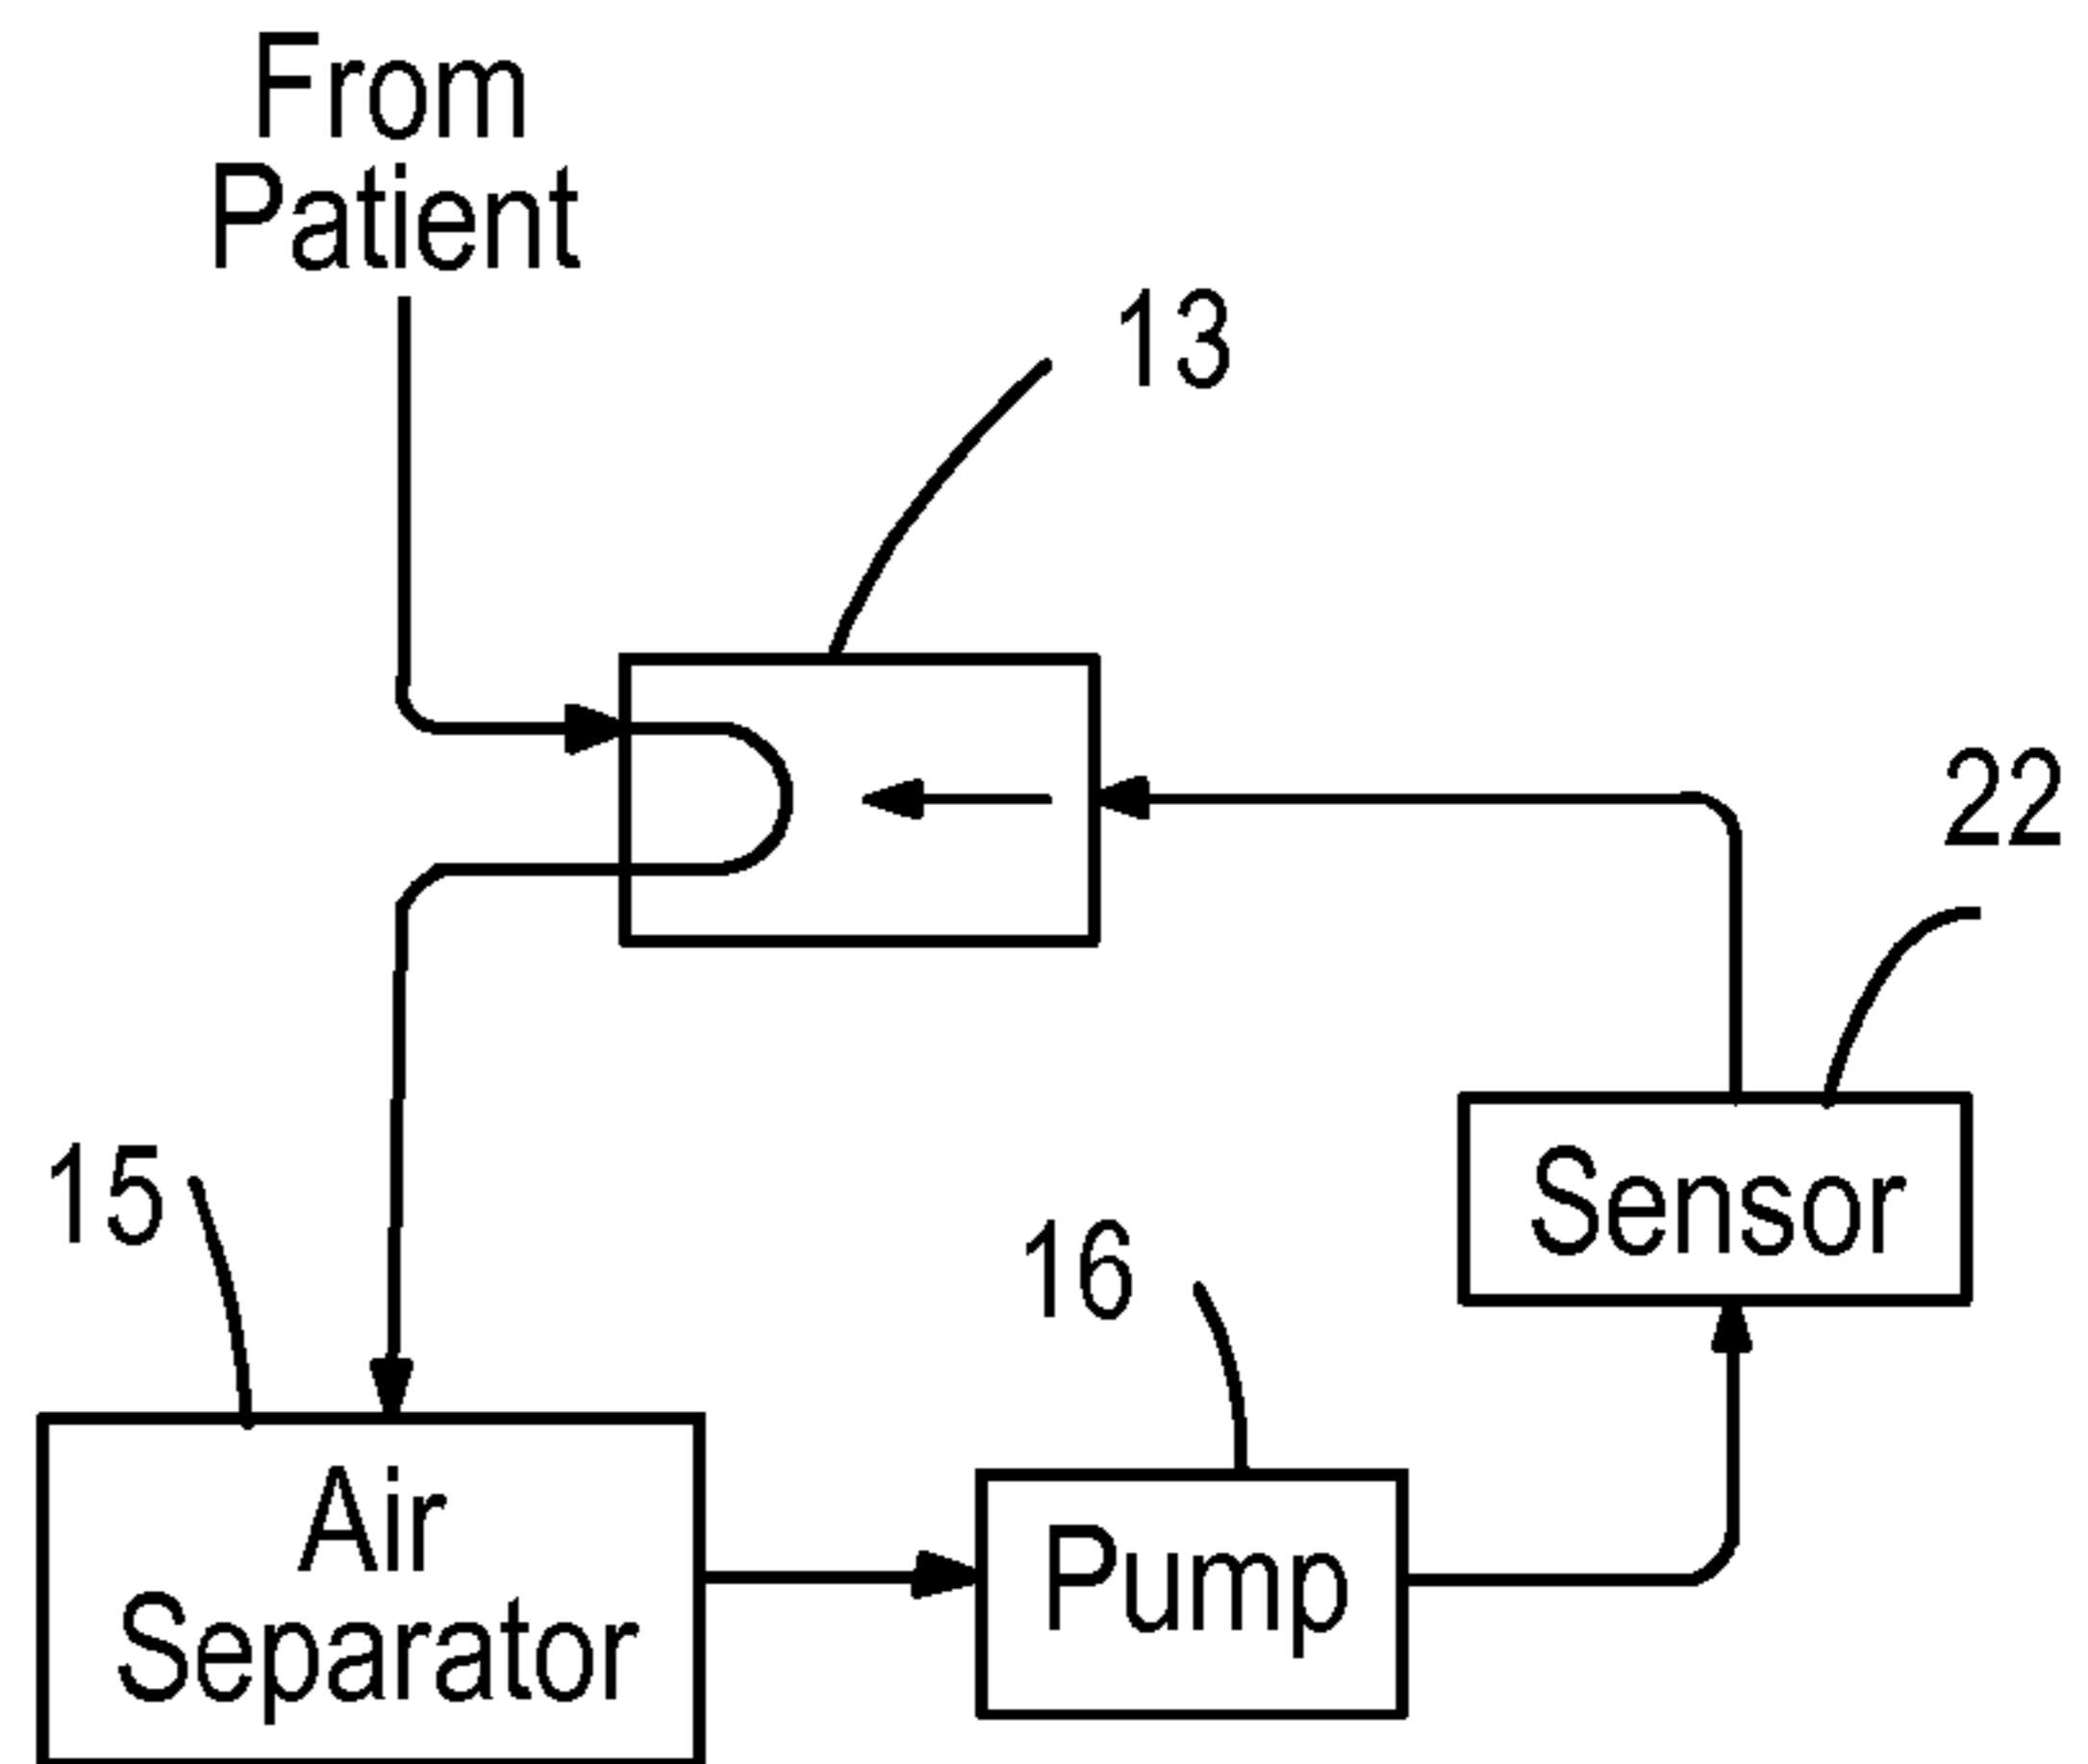 From
Patient
13
22
15
16
Sensor
Air
Separator
Pump